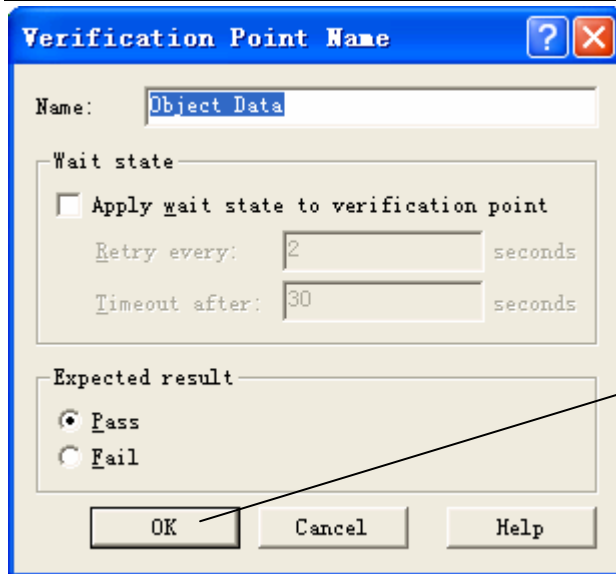 Verification Point Name
Name: Object Data
Wait state
Apply wait state to verification point
Retry every: 2 seconds
Timeout after: 30 seconds
Expected result
Pass
Fail
OK Cancel Help